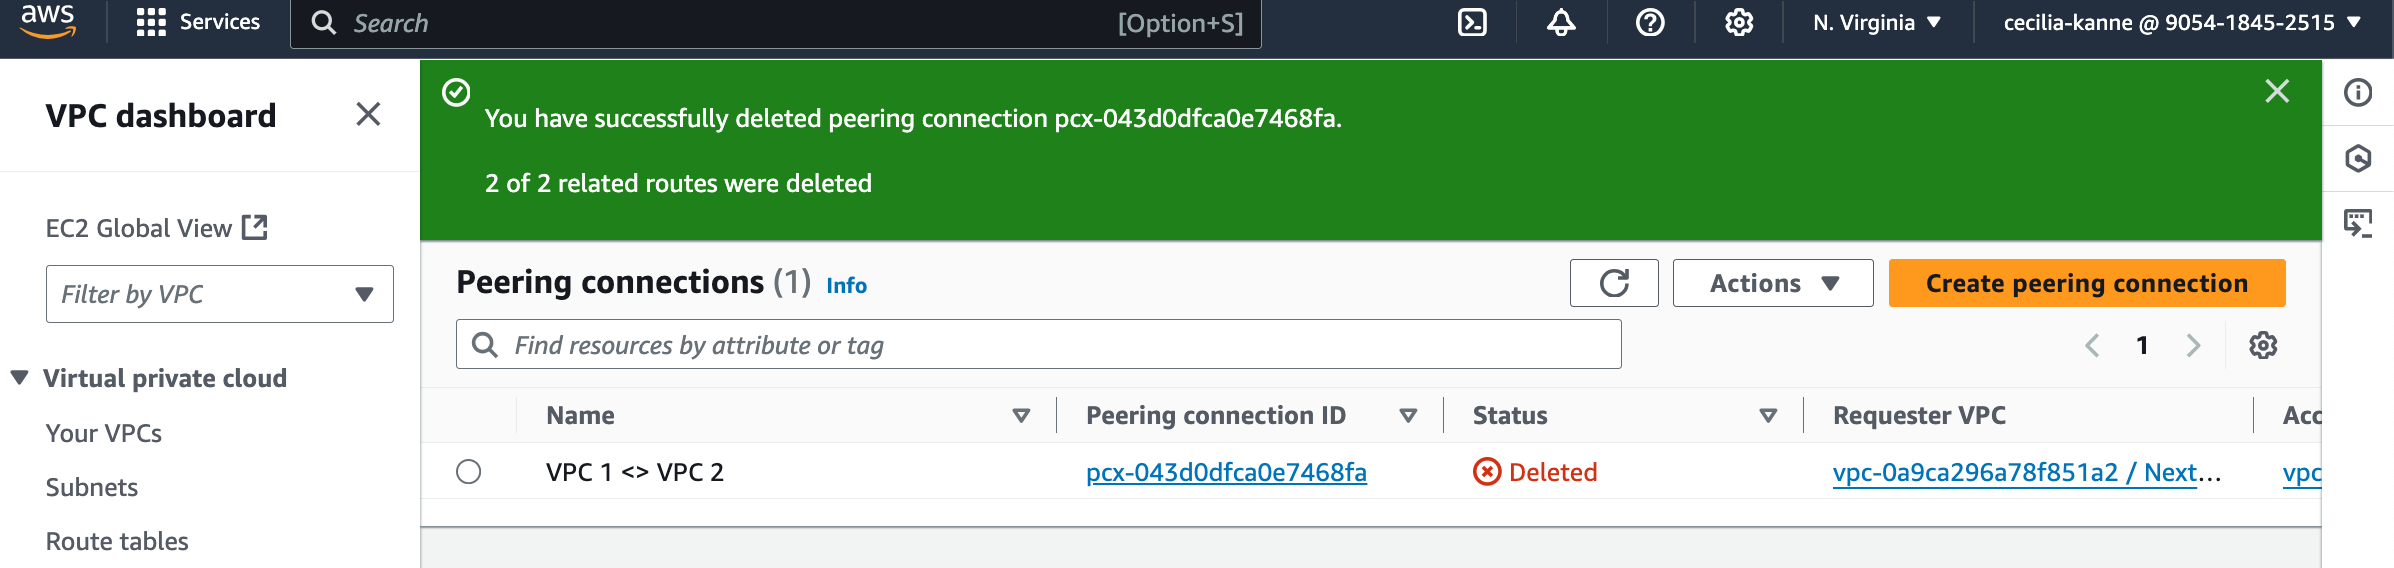 aws
Services
Search [Option+S]
N. Virginia
cecilia-kanne @ 9054-1845-2515
VPC dashboard
EC2 Global View
Filter by VPC
Virtual private cloud
Your VPCs
Subnets
Route tables
You have successfully deleted peering connection pcx-043d0dfca0e7468fa.
2 of 2 related routes were deleted
Peering connections (1) Info
Actions
Create peering connection
Find resources by attribute or tag
1
Name Peering connection ID Status Requester VPC Acc
VPC 1 <> VPC 2 pcx-043d0dfca0e7468fa Deleted vpc-0a9ca296a78f851a2 / Next... vpc